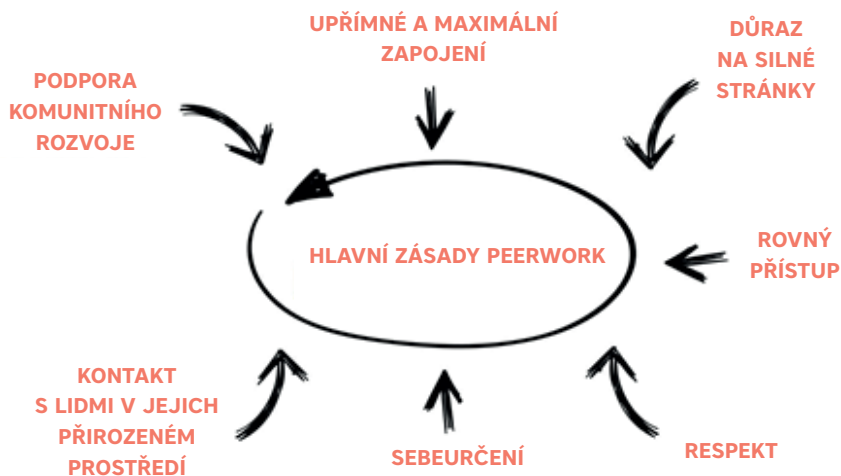 UPŘÍMNÉ A MAXIMÁLNÍ
ZAPOJENÍ
DŮRAZ
NA SILNÉ
STRÁNKY
PODPORA
KOMUNITNÍHO
ROZVOJE
HLAVNÍ ZÁSADY PEERWORK
ROVNÝ
PŘÍSTUP
KONTAKT
S LIDMI V JEJICH
PŘIROZENÉM
PROSTŘEDÍ
SEBEURČENÍ
RESPEKT